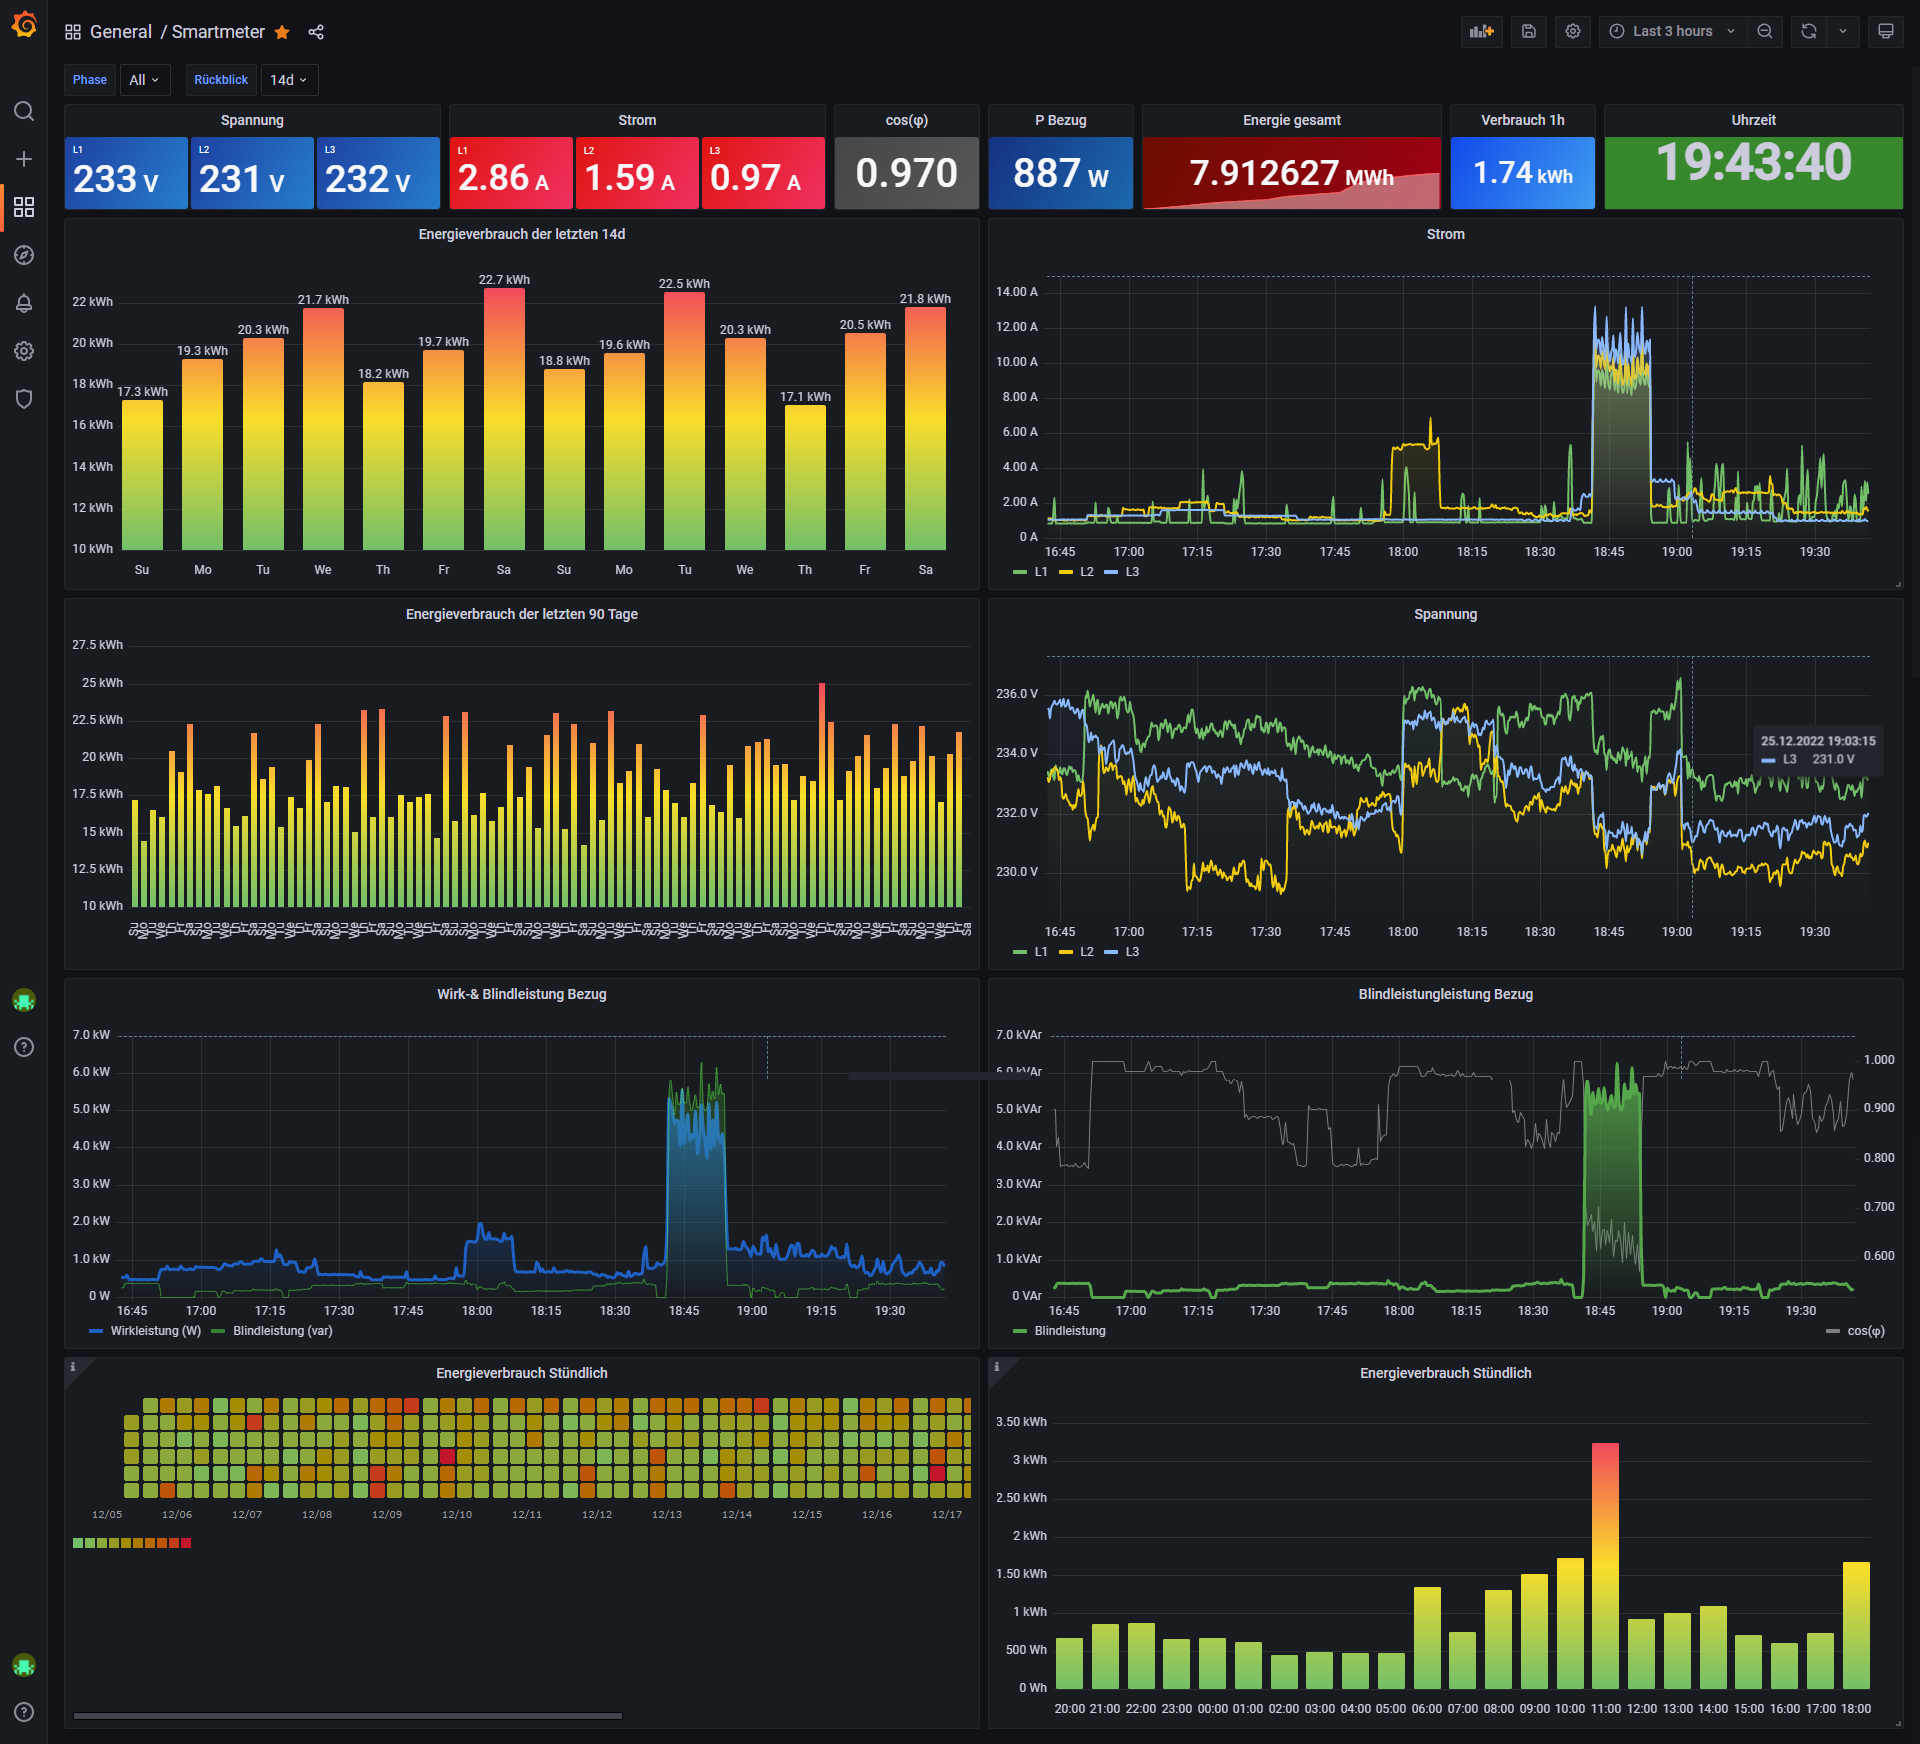 General / Smartmeter
Last 3 hours
Phase All Rückblick 14d
Spannung
L1 233 V
L2 231 V
L3 232 V
Strom
L1 2.86 A
L2 1.59 A
L3 0.97 A
cos(φ)
0.970
P Bezug
887 W
Energie gesamt
7.912627 MWh
Verbrauch 1h
1.74 kWh
Uhrzeit
19:43:40
Energieverbrauch der letzten 14d
22 kWh
20 kWh
18 kWh
16 kWh
14 kWh
12 kWh
10 kWh
17.3 kWh 19.3 kWh 20.3 kWh 21.7 kWh 18.2 kWh 19.7 kWh 22.7 kWh 18.8 kWh 19.6 kWh 22.5 kWh 20.3 kWh 17.1 kWh 20.5 kWh 21.8 kWh
Su Mo Tu We Th Fr Sa Su Mo Tu We Th Fr Sa
Strom
14.00 A
12.00 A
10.00 A
8.00 A
6.00 A
4.00 A
2.00 A
0 A
16:45 17:00 17:15 17:30 17:45 18:00 18:15 18:30 18:45 19:00 19:15 19:30
L1 L2 L3
Energieverbrauch der letzten 90 Tage
27.5 kWh
25 kWh
22.5 kWh
20 kWh
17.5 kWh
15 kWh
12.5 kWh
10 kWh
Spannung
236.0 V
234.0 V
232.0 V
230.0 V
25.12.2022 19:03:15
L3 231.0 V
16:45 17:00 17:15 17:30 17:45 18:00 18:15 18:30 18:45 19:00 19:15 19:30
L1 L2 L3
Wirk-& Blindleistung Bezug
7.0 kW
6.0 kW
5.0 kW
4.0 kW
3.0 kW
2.0 kW
1.0 kW
0 W
16:45 17:00 17:15 17:30 17:45 18:00 18:15 18:30 18:45 19:00 19:15 19:30
Wirkleistung (W) Blindleistung (var)
Blindleistungleistung Bezug
7.0 kVAr
6.0 kVAr
5.0 kVAr
4.0 kVAr
3.0 kVAr
2.0 kVAr
1.0 kVAr
0 VAr
1.000
0.900
0.800
0.700
0.600
16:45 17:00 17:15 17:30 17:45 18:00 18:15 18:30 18:45 19:00 19:15 19:30
Blindleistung cos(φ)
Energieverbrauch Stündlich
12/05 12/06 12/07 12/08 12/09 12/10 12/11 12/12 12/13 12/14 12/15 12/16 12/17
Energieverbrauch Stündlich
3.50 kWh
3 kWh
2.50 kWh
2 kWh
1.50 kWh
1 kWh
500 Wh
0 Wh
20:00 21:00 22:00 23:00 00:00 01:00 02:00 03:00 04:00 05:00 06:00 07:00 08:00 09:00 10:00 11:00 12:00 13:00 14:00 15:00 16:00 17:00 18:00